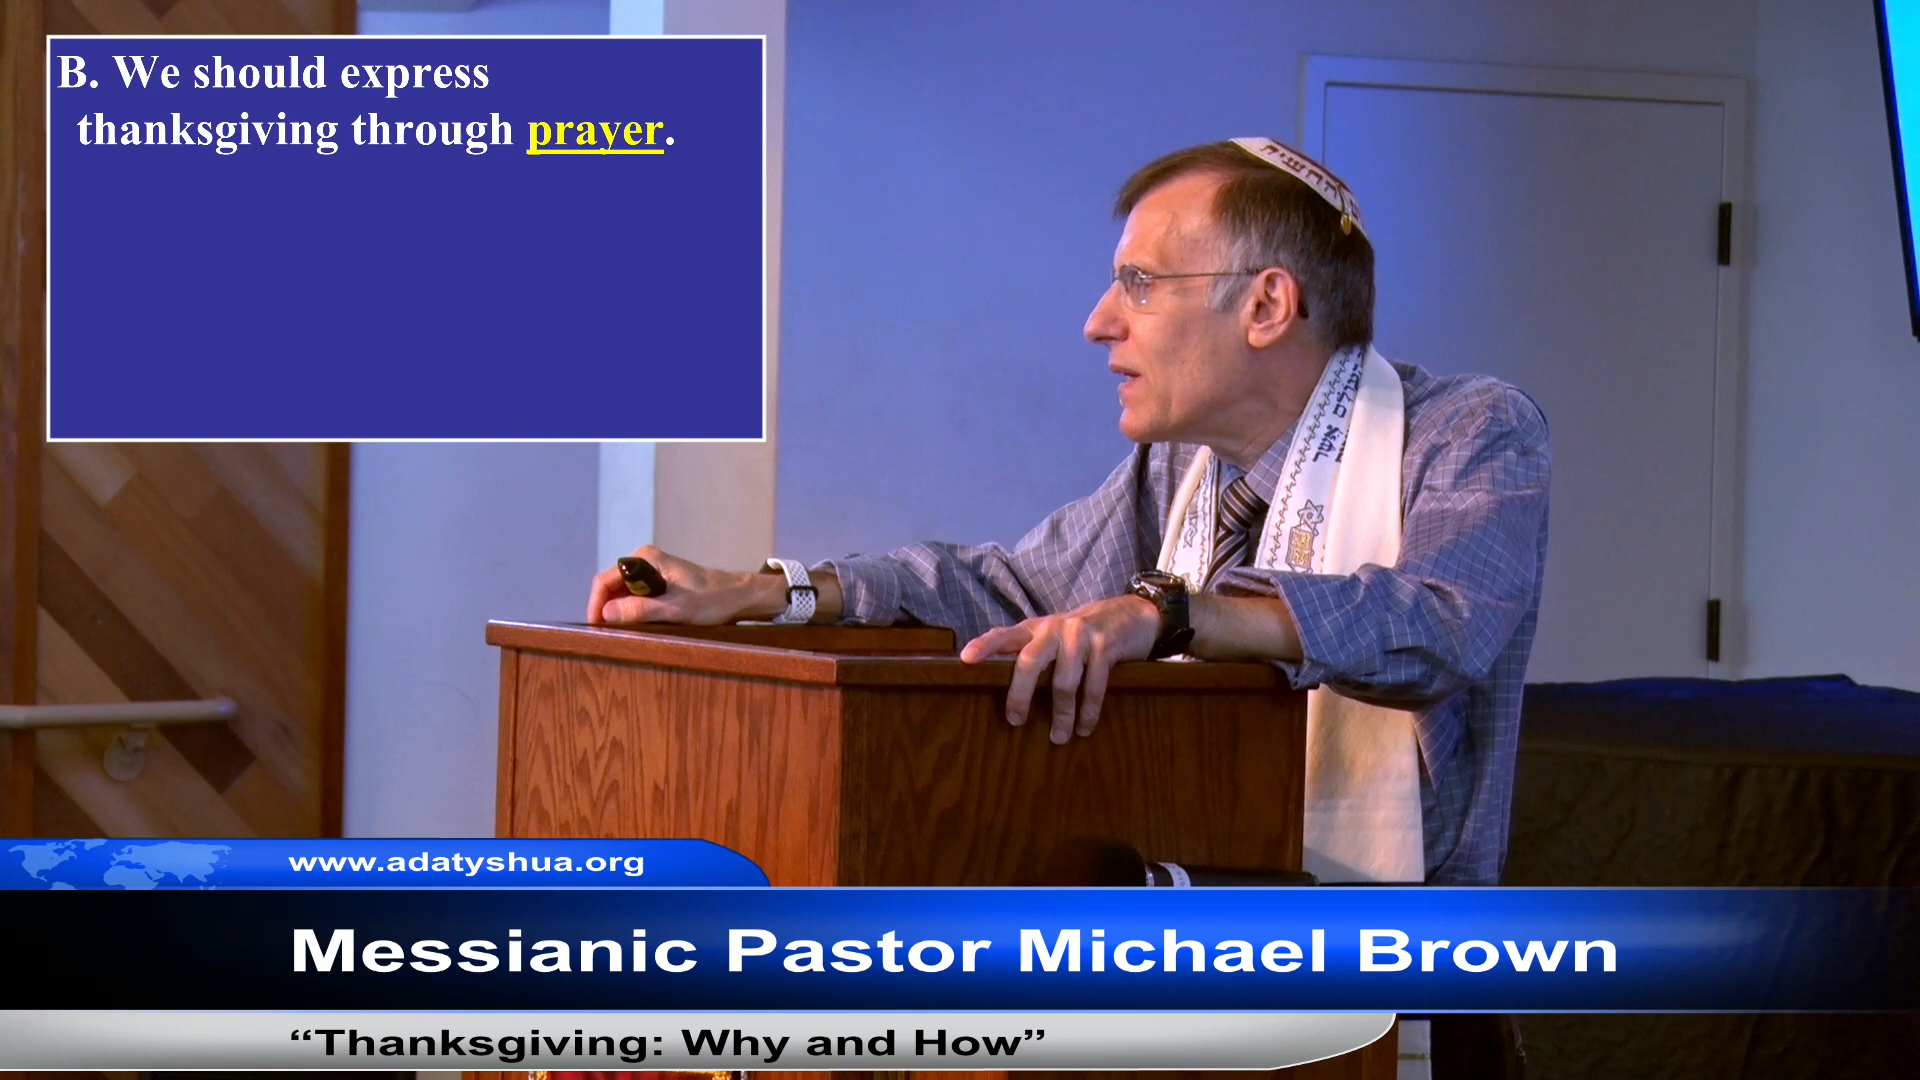 B. We should express
thanksgiving through prayer.
www.adatyshua.org
Messianic Pastor Michael Brown
“Thanksgiving: Why and How”